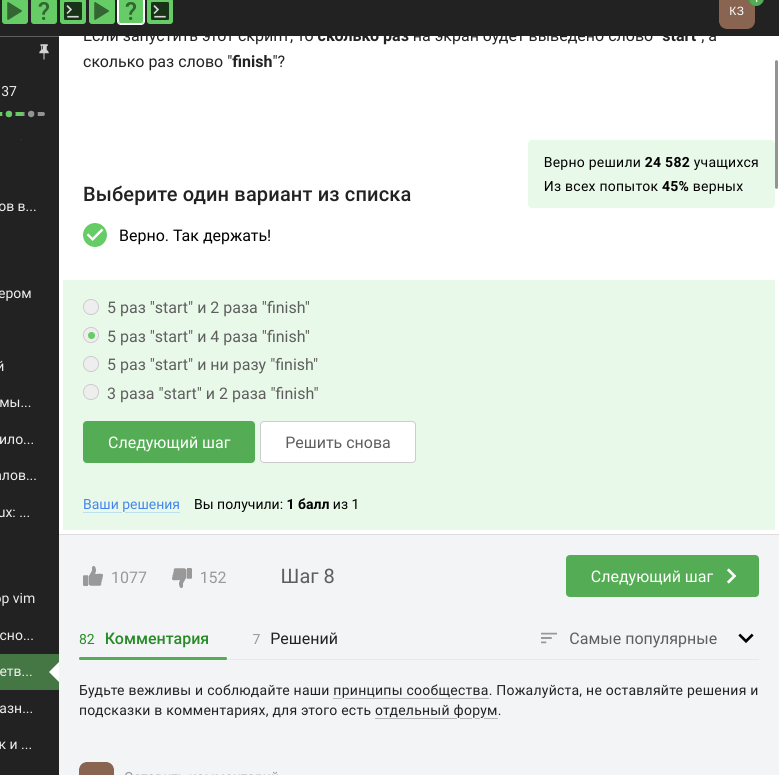 КЗ
Если запустить этот скрипт, то сколько раз на экран будет выведено слово "start", а
сколько раз слово "finish"?
37
Верно решили 24 582 учащихся
Из всех попыток 45% верных
Выберите один вариант из списка
ов в...
Верно. Так держать!
ером
5 раз "start" и 2 раза "finish"
5 раз "start" и 4 раза "finish"
й
5 раз "start" и ни разу "finish"
3 раза "start" и 2 раза "finish"
мы...
ило...
Следующий шаг
Решить снова
алов...
Ваши решения
Вы получили: 1 балл из 1
ux: ...
1077
152
Шаг 8
Следующий шаг
ор vim
сно...
82 Комментария
7 Решений
Самые популярные
етв...
Будьте вежливы и соблюдайте наши принципы сообщества. Пожалуйста, не оставляйте решения и
подсказки в комментариях, для этого есть отдельный форум.
азн...
к и ...
Оставить комментарий